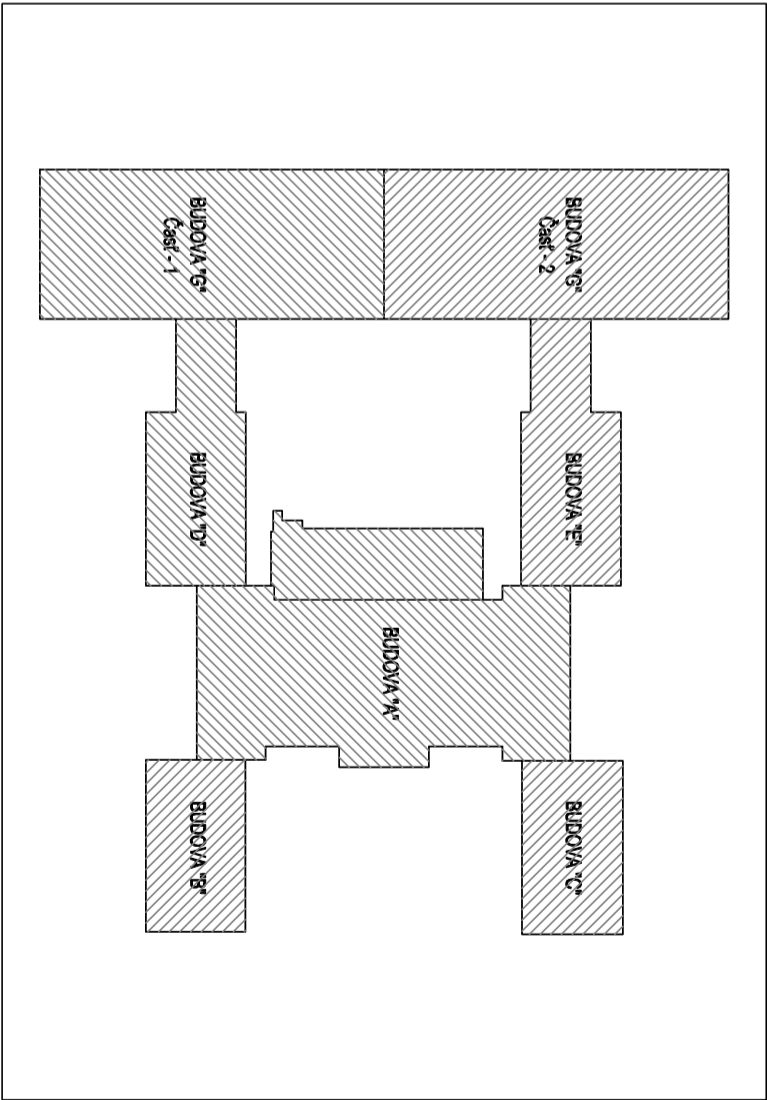 BUDOVA "G"
Časť - 1
BUDOVA "G"
Časť - 2
BUDOVA "D"
BUDOVA "E"
BUDOVA "A"
BUDOVA "B"
BUDOVA "C"